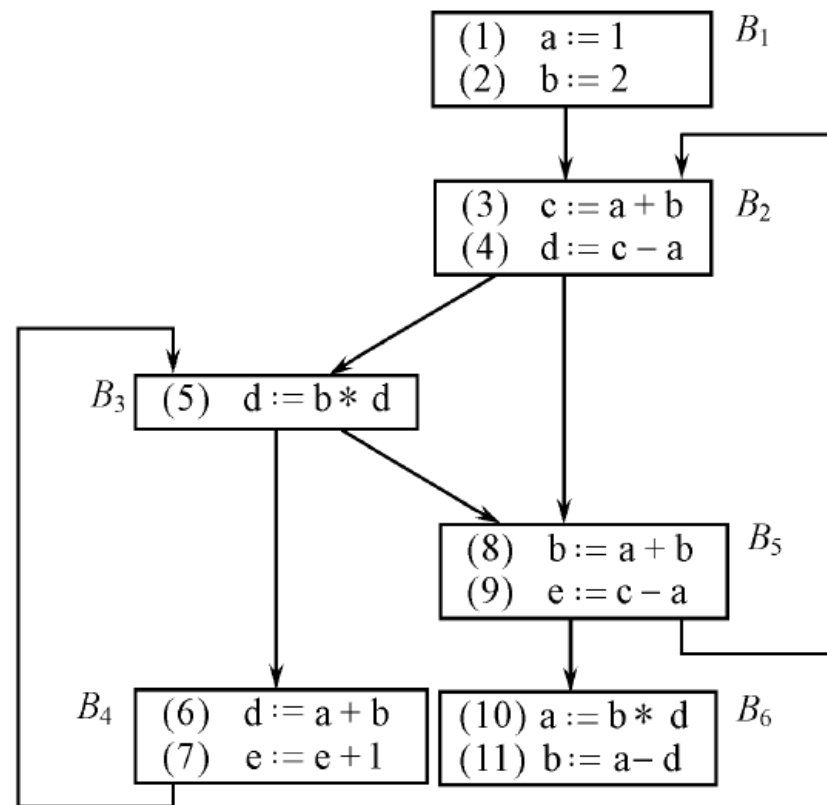 (1) a := 1
(2) b := 2
B1
(3) c := a + b
(4) d := c − a
B2
B3
(5) d := b * d
(8) b := a + b
(9) e := c − a
B5
B4
(6) d := a + b
(7) e := e + 1
(10) a := b * d
(11) b := a − d
B6